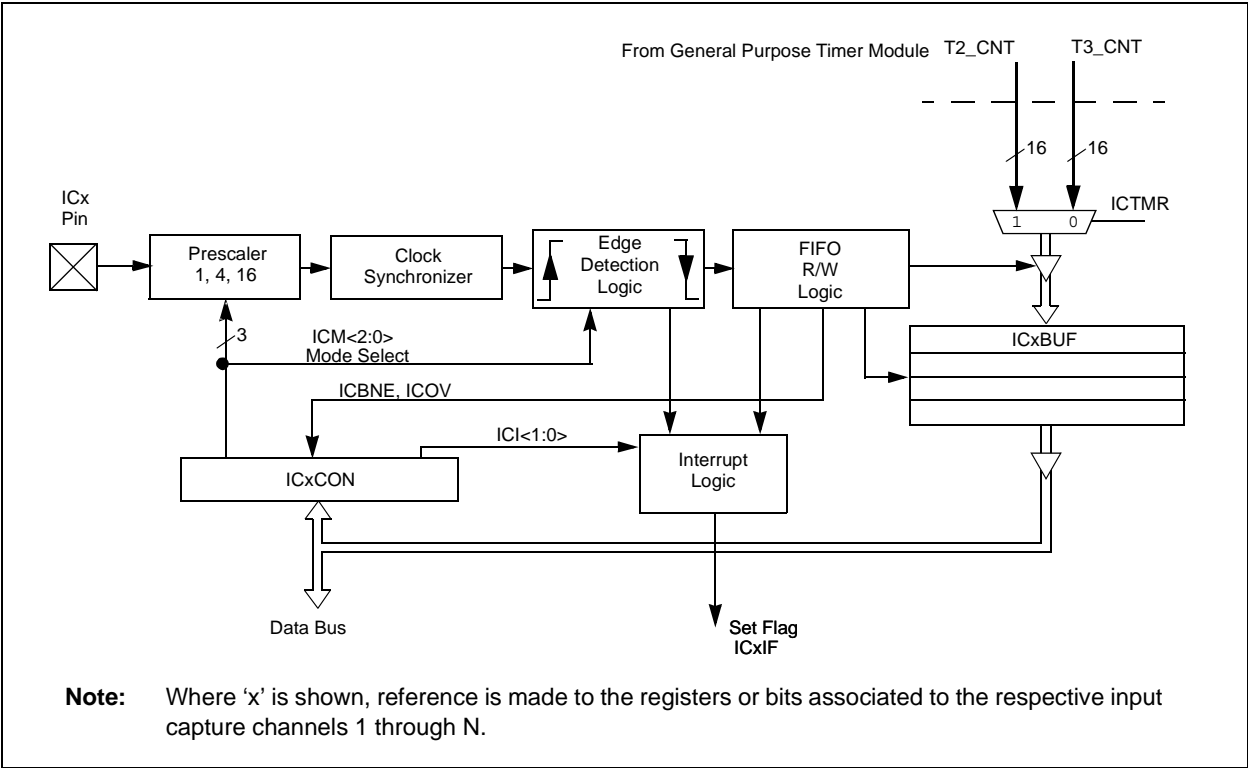 From General Purpose Timer Module T2_CNT T3_CNT
16 16
ICx
Pin
ICTMR
1 0
Prescaler
1, 4, 16
Clock
Synchronizer
Edge
Detection
Logic
FIFO
R/W
Logic
3
ICM<2:0>
Mode Select
ICxBUF
ICBNE, ICOV
ICI<1:0>
Interrupt
Logic
ICxCON
Data Bus
Set Flag
ICxIF
Note: Where ‘x’ is shown, reference is made to the registers or bits associated to the respective input
capture channels 1 through N.